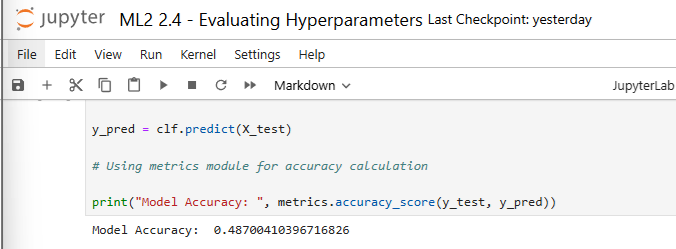 jupyter ML2 2.4 - Evaluating Hyperparameters Last Checkpoint: yesterday
File Edit View Run Kernel Settings Help
Markdown JupyterLab
y_pred = clf.predict(X_test)
# Using metrics module for accuracy calculation
print("Model Accuracy: ", metrics.accuracy_score(y_test, y_pred))
Model Accuracy:  0.48700410396716826